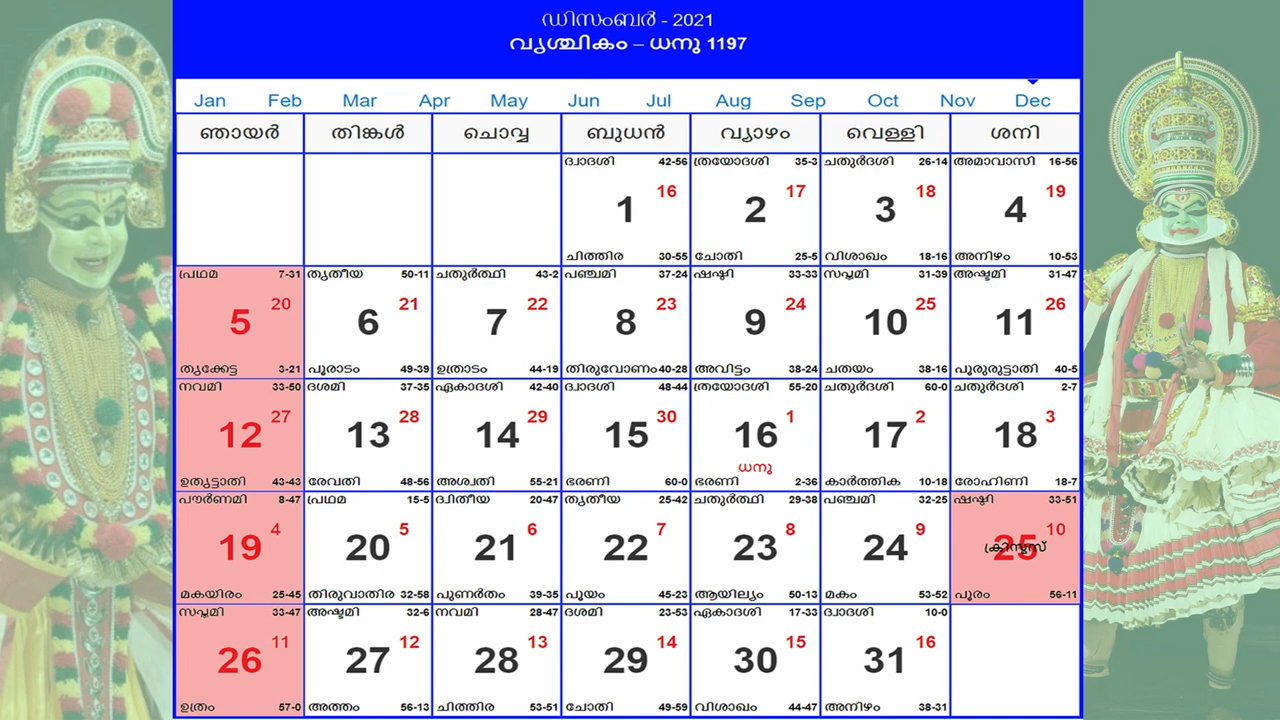 ഡിസംബർ - 2021
വൃശ്ചികം – ധനു 1197
Jan Feb Mar Apr May Jun Jul Aug Sep Oct Nov Dec
ഞായർ തിങ്കൾ ചൊവ്വ ബുധൻ വ്യാഴം വെള്ളി ശനി
ദ്വാദശി 42-56 ത്രയോദശി 35-3 ചതുർദശി 26-14 അമാവാസി 16-56
1 16 2 17 3 18 4 19
ചിത്തിര 30-55 ചോതി 25-5 വിശാഖം 18-16 അനിഴം 10-53
പ്രഥമ 7-31 തൃതീയ 50-11 ചതുർത്ഥി 43-2 പഞ്ചമി 37-24 ഷഷ്ഠി 33-33 സപ്തമി 31-39 അഷ്ടമി 31-47
5 20 6 21 7 22 8 23 9 24 10 25 11 26
തൃക്കേട്ട 3-21 പൂരാടം 49-39 ഉത്രാടം 44-19 തിരുവോണം 40-28 അവിട്ടം 38-24 ചതയം 38-16 പൂരുരുട്ടാതി 40-5
നവമി 33-50 ദശമി 37-35 ഏകാദശി 42-40 ദ്വാദശി 48-44 ത്രയോദശി 55-20 ചതുർദശി 60-0 ചതുർദശി 2-7
12 27 13 28 14 29 15 30 16 1 17 2 18 3
ധനു
ഉതൃട്ടാതി 43-43 രേവതി 48-56 അശ്വതി 55-21 ഭരണി 60-0 ഭരണി 2-36 കാർത്തിക 10-18 രോഹിണി 18-7
പൗർണമി 8-47 പ്രഥമ 15-5 ദ്വിതീയ 20-47 തൃതീയ 25-42 ചതുർത്ഥി 29-38 പഞ്ചമി 32-25 ഷഷ്ഠി 33-51
19 4 20 5 21 6 22 7 23 8 24 9 25 10
ക്രിസ്മസ്
മകയിരം 25-45 തിരുവാതിര 32-58 പുണർതം 39-35 പൂയം 45-23 ആയില്യം 50-13 മകം 53-52 പൂരം 56-11
സപ്തമി 33-47 അഷ്ടമി 32-6 നവമി 28-47 ദശമി 23-53 ഏകാദശി 17-33 ദ്വാദശി 10-0
26 11 27 12 28 13 29 14 30 15 31 16
ഉത്രം 57-0 അത്തം 56-13 ചിത്തിര 53-51 ചോതി 49-59 വിശാഖം 44-47 അനിഴം 38-31